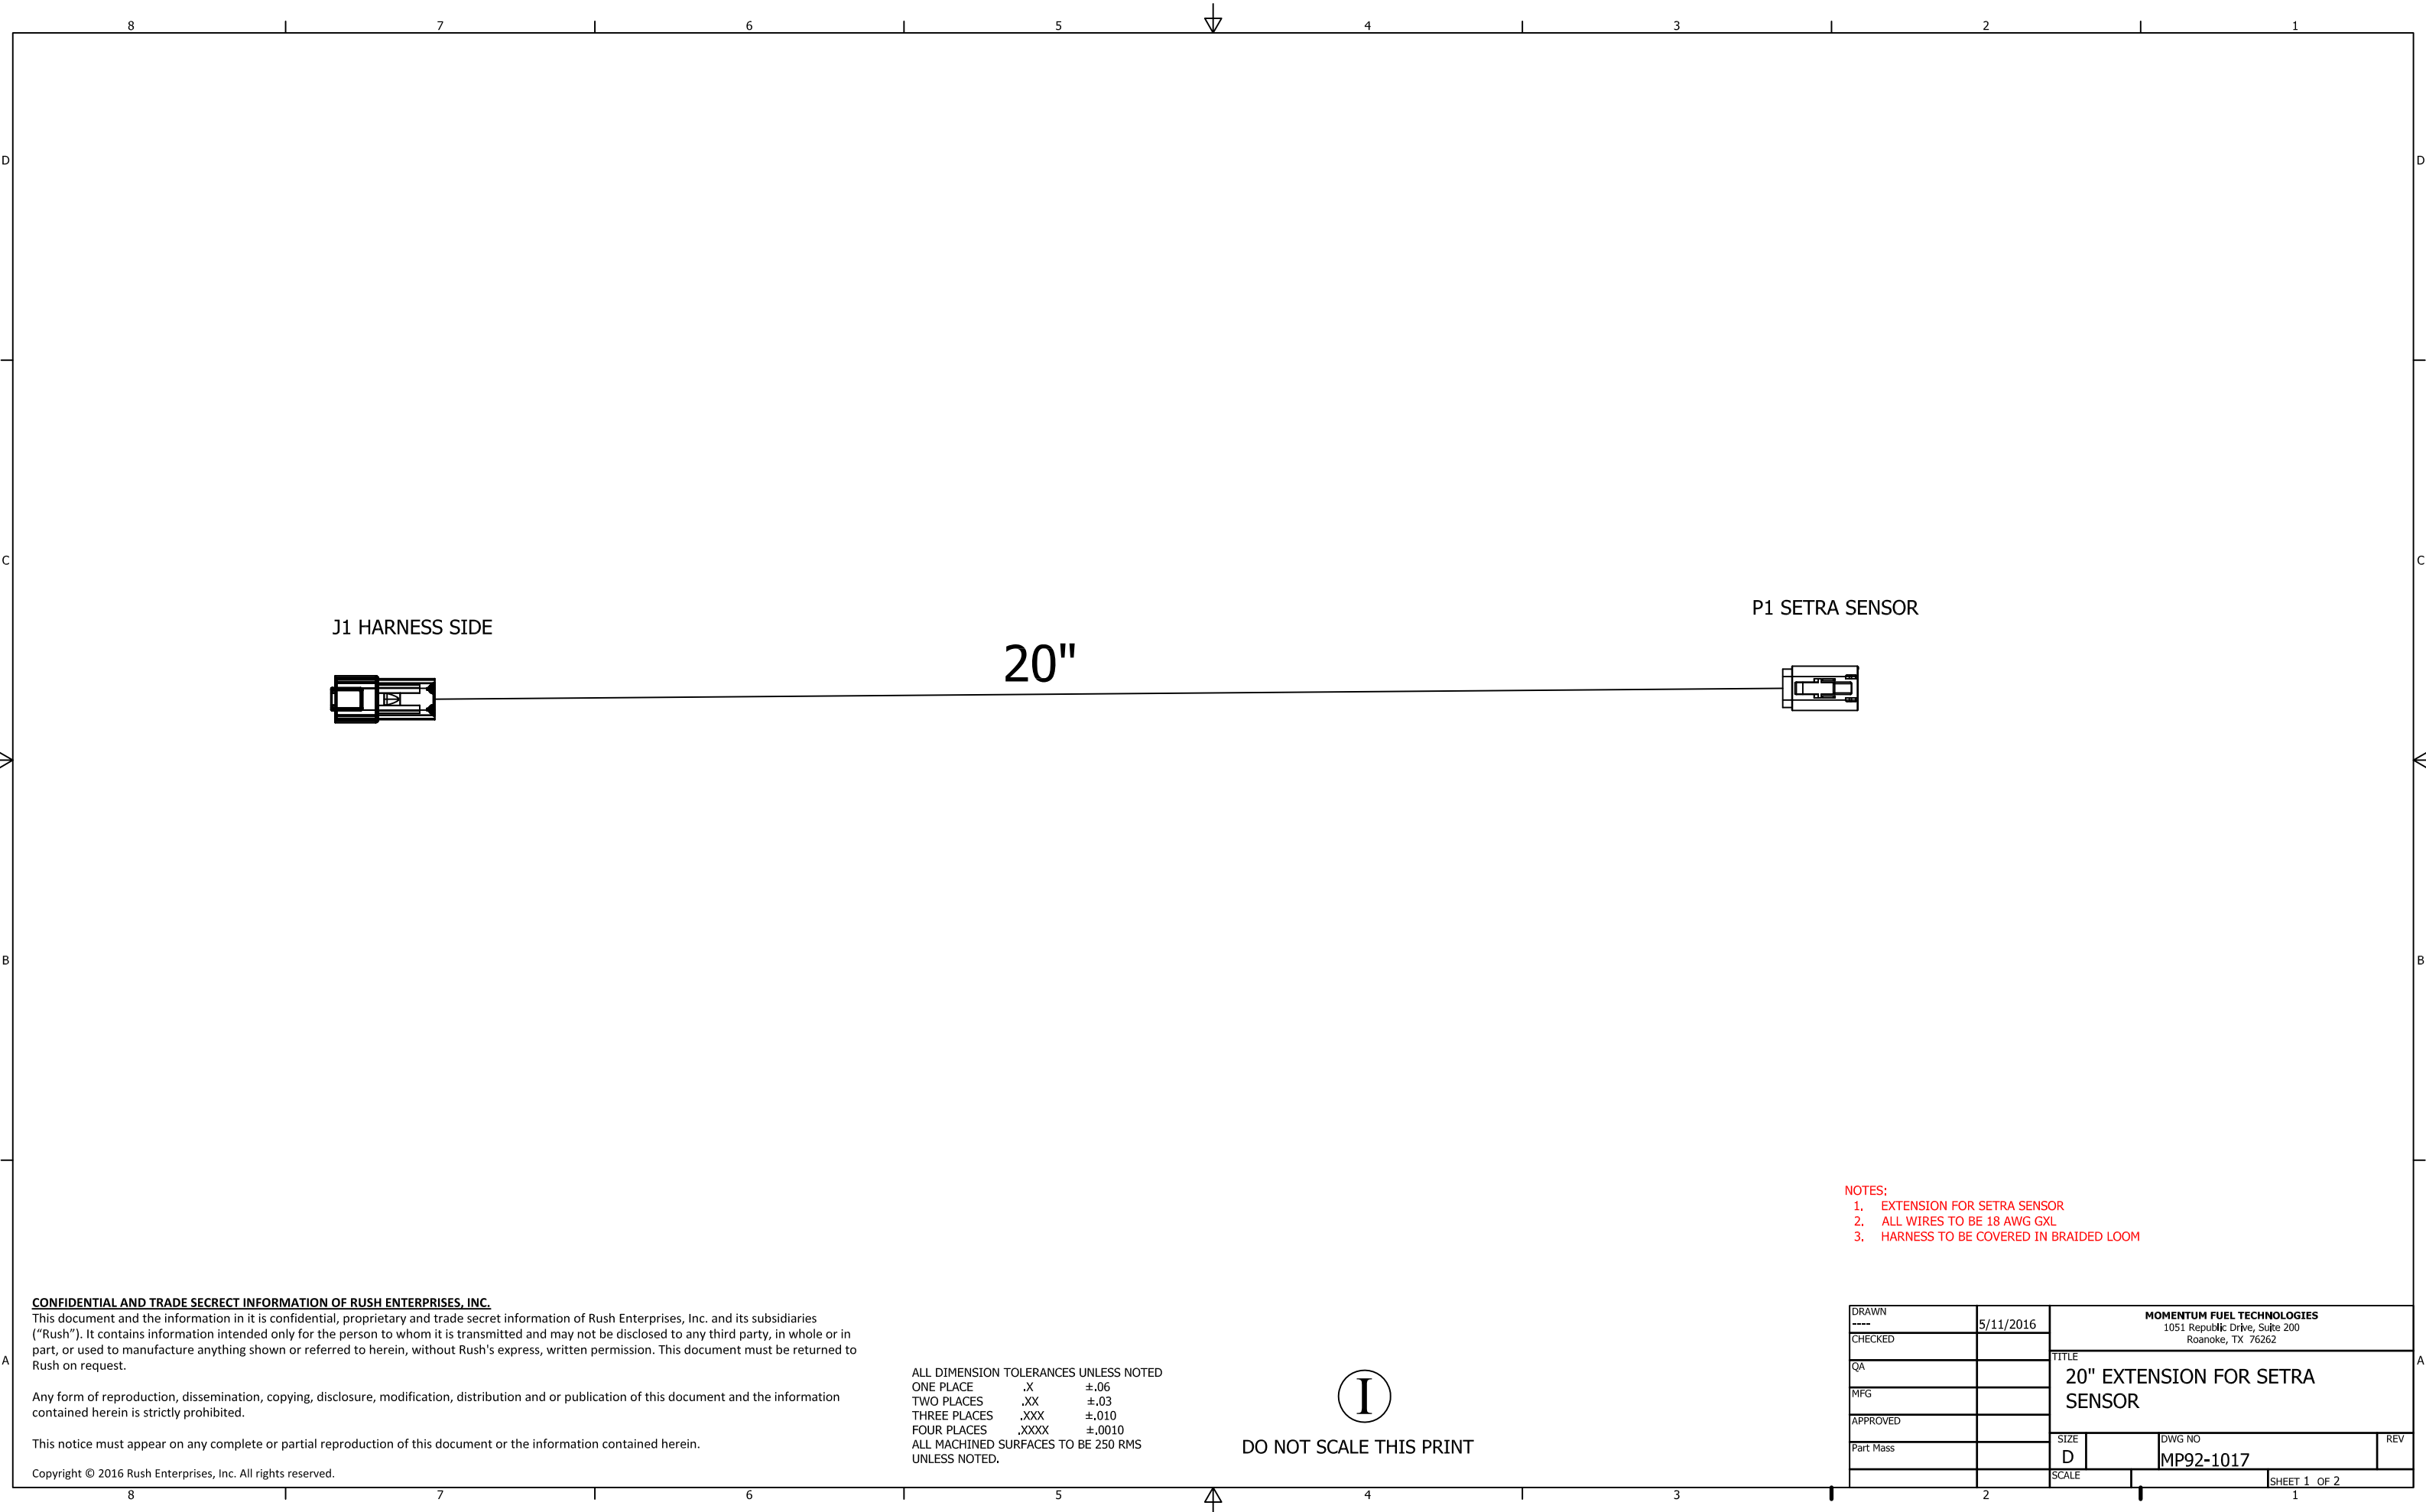 8 7 6 5 4 3 2 1
D D
C C
J1 HARNESS SIDE
20"
P1 SETRA SENSOR
B B
NOTES:
1. EXTENSION FOR SETRA SENSOR
2. ALL WIRES TO BE 18 AWG GXL
3. HARNESS TO BE COVERED IN BRAIDED LOOM
CONFIDENTIAL AND TRADE SECRECT INFORMATION OF RUSH ENTERPRISES, INC.
This document and the information in it is confidential, proprietary and trade secret information of Rush Enterprises, Inc. and its subsidiaries
(“Rush”). It contains information intended only for the person to whom it is transmitted and may not be disclosed to any third party, in whole or in
part, or used to manufacture anything shown or referred to herein, without Rush's express, written permission. This document must be returned to
Rush on request.
Any form of reproduction, dissemination, copying, disclosure, modification, distribution and or publication of this document and the information
contained herein is strictly prohibited.
This notice must appear on any complete or partial reproduction of this document or the information contained herein.
Copyright © 2016 Rush Enterprises, Inc. All rights reserved.
A A
ALL DIMENSION TOLERANCES UNLESS NOTED
ONE PLACE .X ±.06
TWO PLACES .XX ±.03
THREE PLACES .XXX ±.010
FOUR PLACES .XXXX ±.0010
ALL MACHINED SURFACES TO BE 250 RMS
UNLESS NOTED.
I
DO NOT SCALE THIS PRINT
DRAWN
---- 5/11/2016
CHECKED
QA
MFG
APPROVED
Part Mass
MOMENTUM FUEL TECHNOLOGIES
1051 Republic Drive, Suite 200
Roanoke, TX 76262
TITLE
20" EXTENSION FOR SETRA
SENSOR
SIZE DWG NO REV
D MP92-1017
SCALE SHEET 1 OF 2
8 7 6 5 4 3 2 1